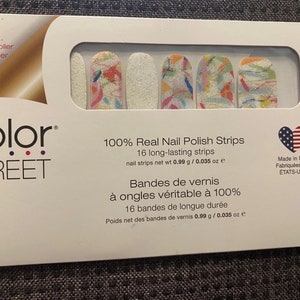 oller
olor®
REET
100% Real Nail Polish Strips
16 long-lasting strips
nail strips net wt 0.99 g / 0.035 oz ℮
Bandes de vernis
à ongles véritable à 100%
16 bandes de longue durée
Poids net des bandes de vernis 0.99 g / 0.035 oz ℮
Made in
Fabriquées
ÉTATS-U